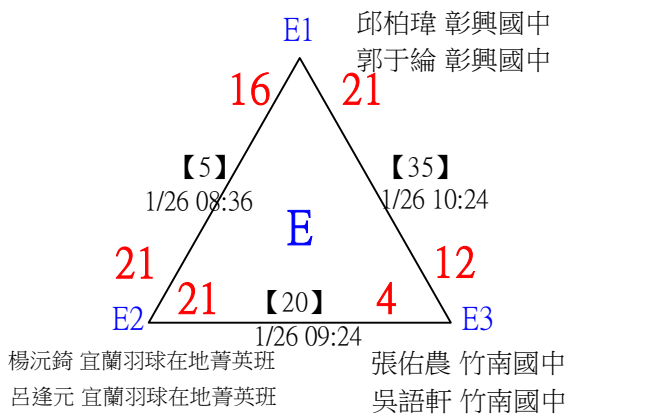 E1
邱柏瑋 彰興國中
郭于綸 彰興國中
16
21
【5】
1/26 08:36
【35】
1/26 10:24
E
21
12
21
【20】
4
1/26 09:24
E2
E3
楊沅錡 宜蘭羽球在地菁英班
呂逢元 宜蘭羽球在地菁英班
張佑農 竹南國中
吳語軒 竹南國中